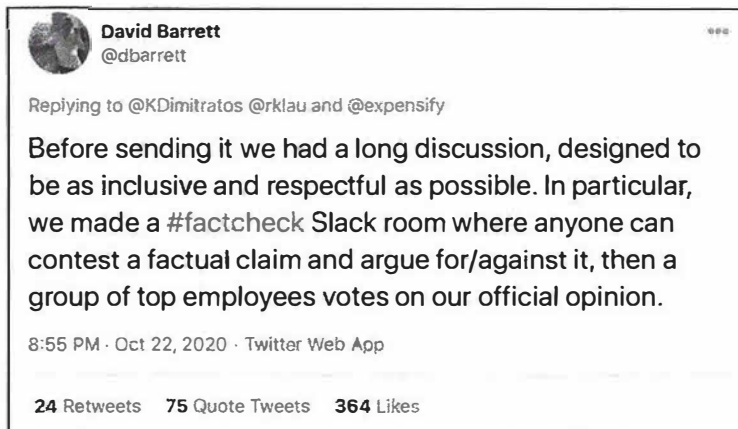 David Barrett
@dbarrett
Replying to @KDimitratos @rklau and @expensify
Before sending it we had a long discussion, designed to
be as inclusive and respectful as possible. In particular,
we made a #factcheck Slack room where anyone can
contest a factual claim and argue for/against it, then a
group of top employees votes on our official opinion.
8:55 PM · Oct 22, 2020 · Twitter Web App
24 Retweets 75 Quote Tweets 364 Likes